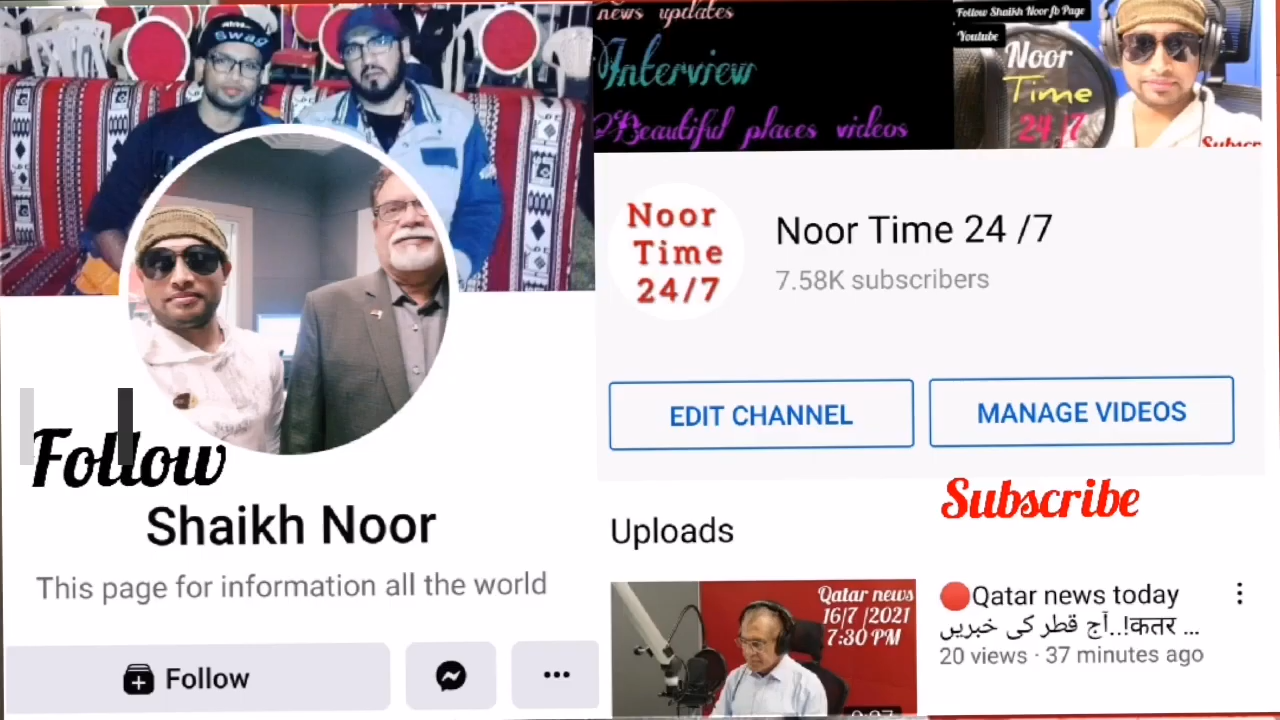 Swag
Follow
Shaikh Noor
This page for information all the world
Follow
news updates
Interview
Beautiful places videos
Follow Shaikh Noor fb Page
Youtube
Noor
Time
24/7
Noor
Time
24/7
Noor Time 24 /7
7.58K subscribers
EDIT CHANNEL
MANAGE VIDEOS
Subscribe
Uploads
Qatar news
16/7 /2021
7:30 PM
🔴Qatar news today
آج قطر کی خبریں..!कतर ...
20 views · 37 minutes ago